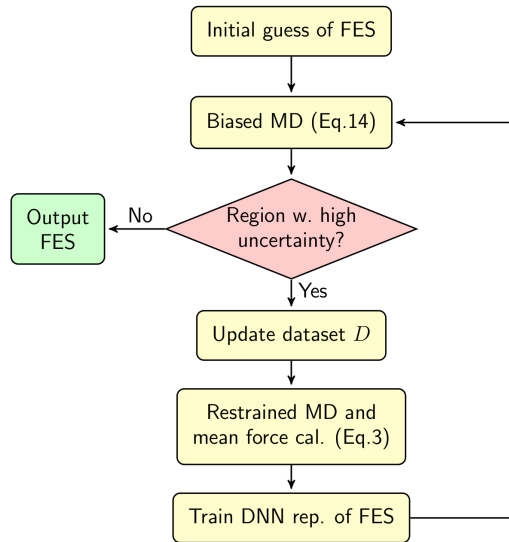 Initial guess of FES
Biased MD (Eq.14)
Region w. high
uncertainty?
No
Output
FES
Yes
Update dataset D
Restrained MD and
mean force cal. (Eq.3)
Train DNN rep. of FES